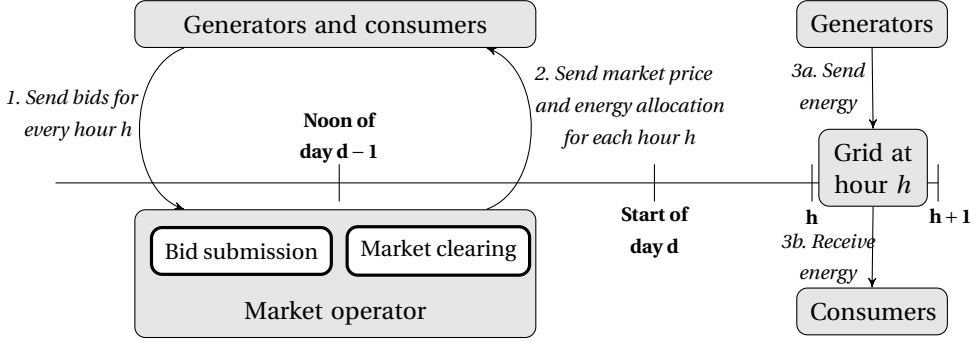 Generators and consumers
1. Send bids for
every hour h
Noon of
day d – 1
2. Send market price
and energy allocation
for each hour h
Start of
day d
Bid submission
Market clearing
Market operator
Generators
3a. Send
energy
Grid at
hour h
h
h + 1
3b. Receive
energy
Consumers